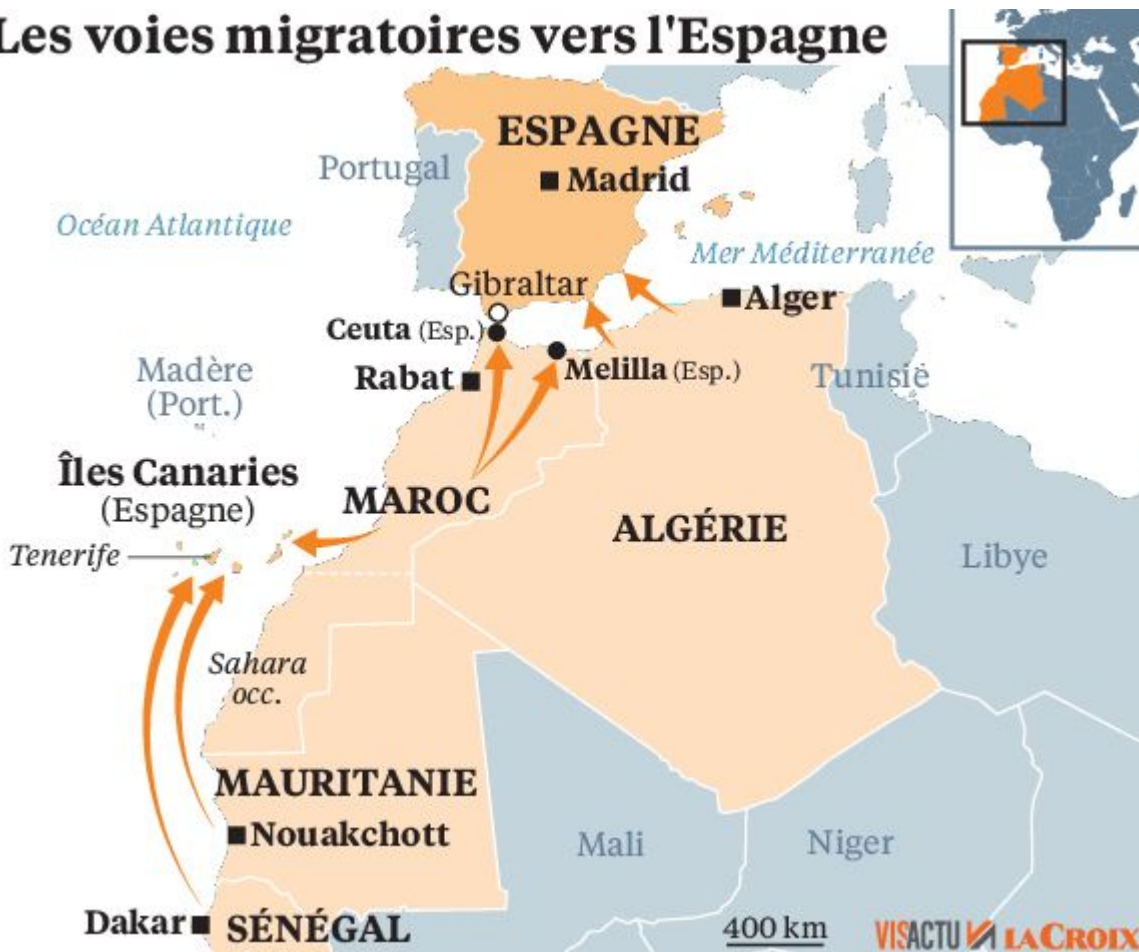 Les voies migratoires vers l'Espagne
ESPAGNE
Portugal
Madrid
Océan Atlantique
Mer Méditerranée
Gibraltar
Alger
Ceuta (Esp.)
Rabat
Melilla (Esp.)
Tunisie
Madère
(Port.)
Îles Canaries
(Espagne)
MAROC
ALGÉRIE
Tenerife
Libye
Sahara
occ.
MAURITANIE
Nouakchott
Mali
Niger
Dakar
SÉNÉGAL
400 km
VISACTU LA CROIX